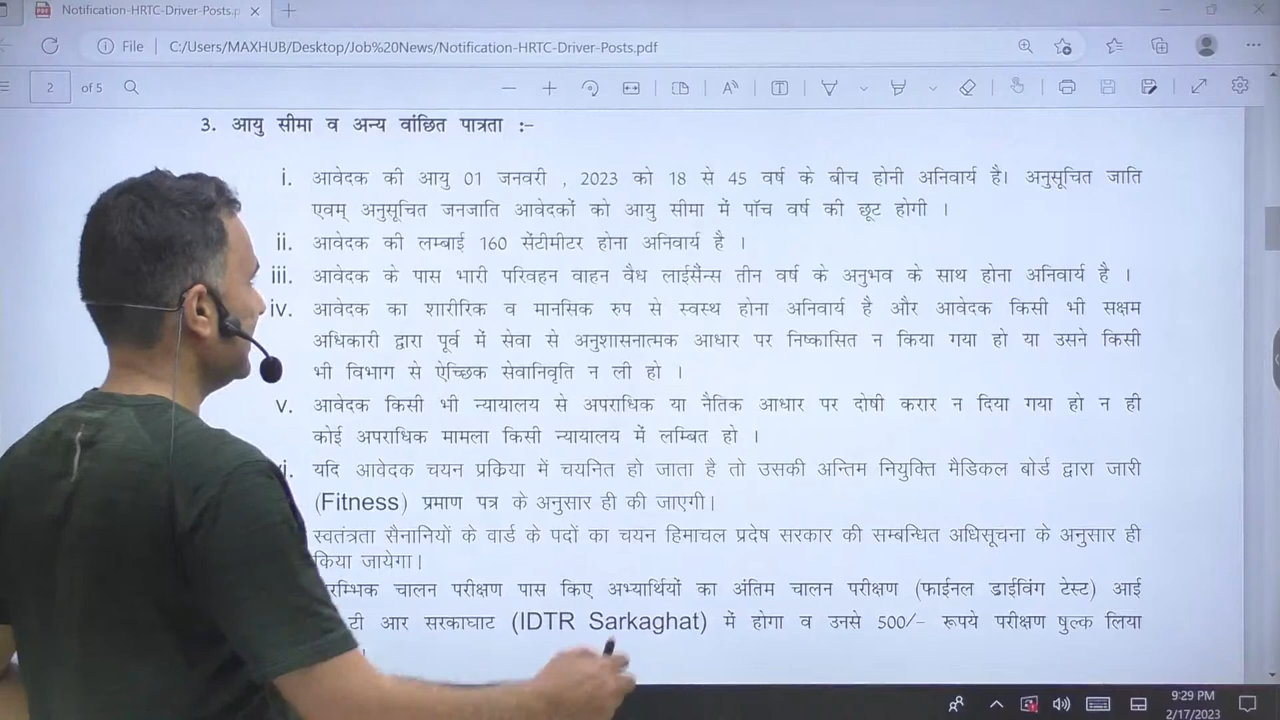 Notification-HRTC-Driver-Posts.p
File
C:/Users/MAXHUB/Desktop/Job%20News/Notification-HRTC-Driver-Posts.pdf
2 of 5
3. आयु सीमा व अन्य वांछित पात्रता :-
i. आवेदक की आयु 01 जनवरी , 2023 को 18 से 45 वर्ष के बीच होनी अनिवार्य है। अनुसूचित जाति
एवम् अनुसूचित जनजाति आवेदकों को आयु सीमा में पॉच वर्ष की छूट होगी ।
ii. आवेदक की लम्बाई 160 सेंटीमीटर होना अनिवार्य है ।
iii. आवेदक के पास भारी परिवहन वाहन वैध लाईसैंन्स तीन वर्ष के अनुभव के साथ होना अनिवार्य है ।
iv. आवेदक का शारीरिक व मानसिक रुप से स्वस्थ होना अनिवार्य है और आवेदक किसी भी सक्षम
अधिकारी द्वारा पूर्व में सेवा से अनुशासनात्मक आधार पर निष्कासित न किया गया हो या उसने किसी
भी विभाग से ऐच्छिक सेवानिवृति न ली हो ।
v. आवेदक किसी भी न्यायालय से अपराधिक या नैतिक आधार पर दोषी करार न दिया गया हो न ही
कोई अपराधिक मामला किसी न्यायालय में लम्बित हो ।
यदि आवेदक चयन प्रकिया में चयनित हो जाता है तो उसकी अन्तिम नियुक्ति मैडिकल बोर्ड द्वारा जारी
(Fitness) प्रमाण पत्र के अनुसार ही की जाएगी।
स्वतंत्रता सैनानियों के वार्ड के पदों का चयन हिमाचल प्रदेष सरकार की सम्बन्धित अधिसूचना के अनुसार ही
किया जायेगा।
रम्भिक चालन परीक्षण पास किए अभ्यार्थियों का अंतिम चालन परीक्षण (फाईनल डाईविंग टेस्ट) आई
टी आर सरकाघाट (IDTR Sarkaghat) में होगा व उनसे 500/- रूपये परीक्षण षुल्क लिया
9:29 PM
2/17/2023